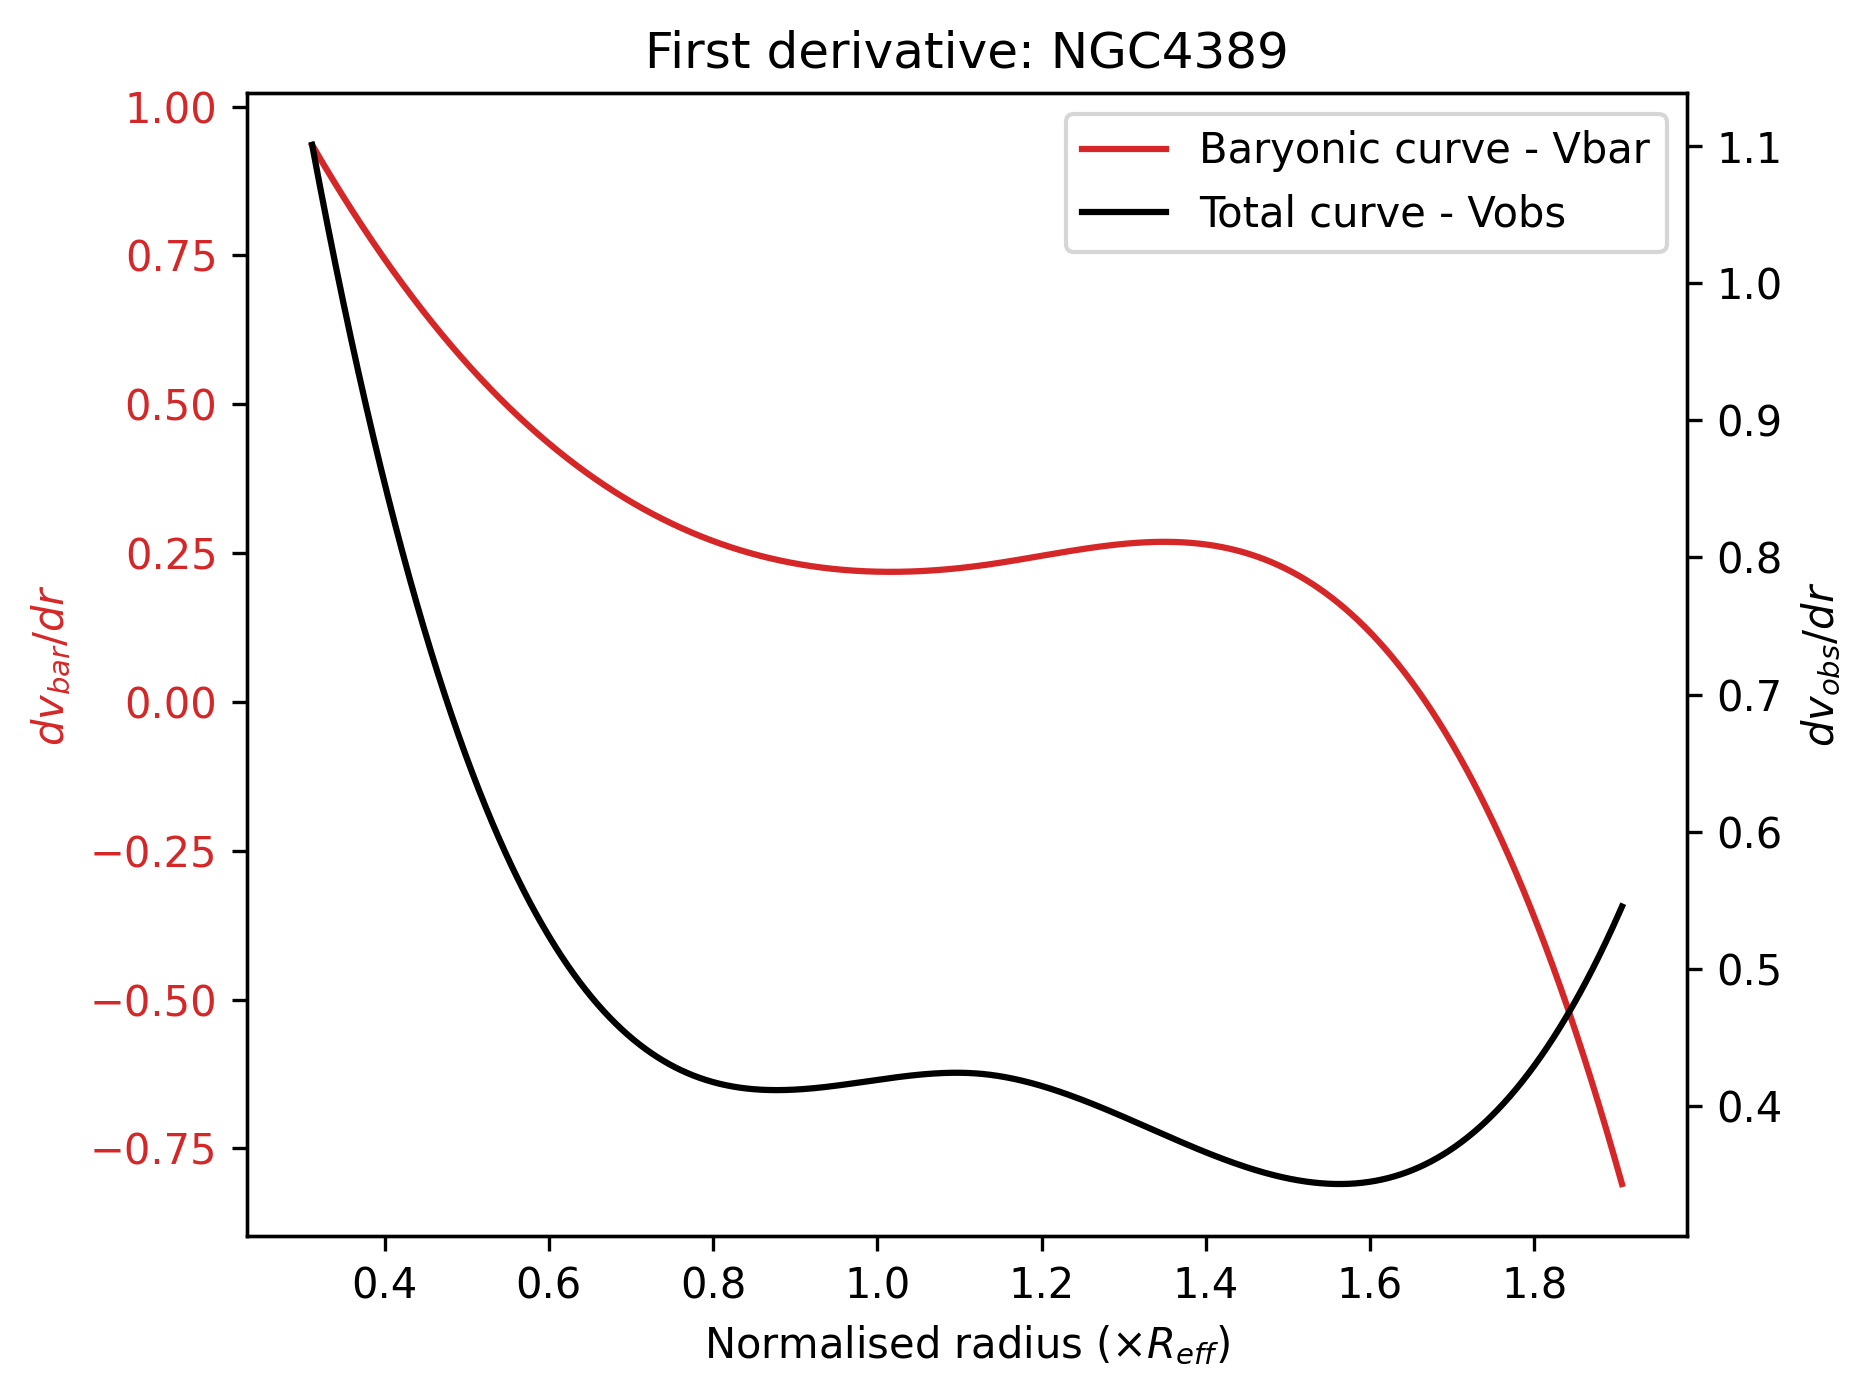 First derivative: NGC4389
1.00
0.75
0.50
0.25
0.00
−0.25
−0.50
−0.75
dv_bar/dr
Baryonic curve - Vbar
Total curve - Vobs
1.1
1.0
0.9
0.8
0.7
0.6
0.5
0.4
dv_obs/dr
0.4 0.6 0.8 1.0 1.2 1.4 1.6 1.8
Normalised radius (×R_eff)